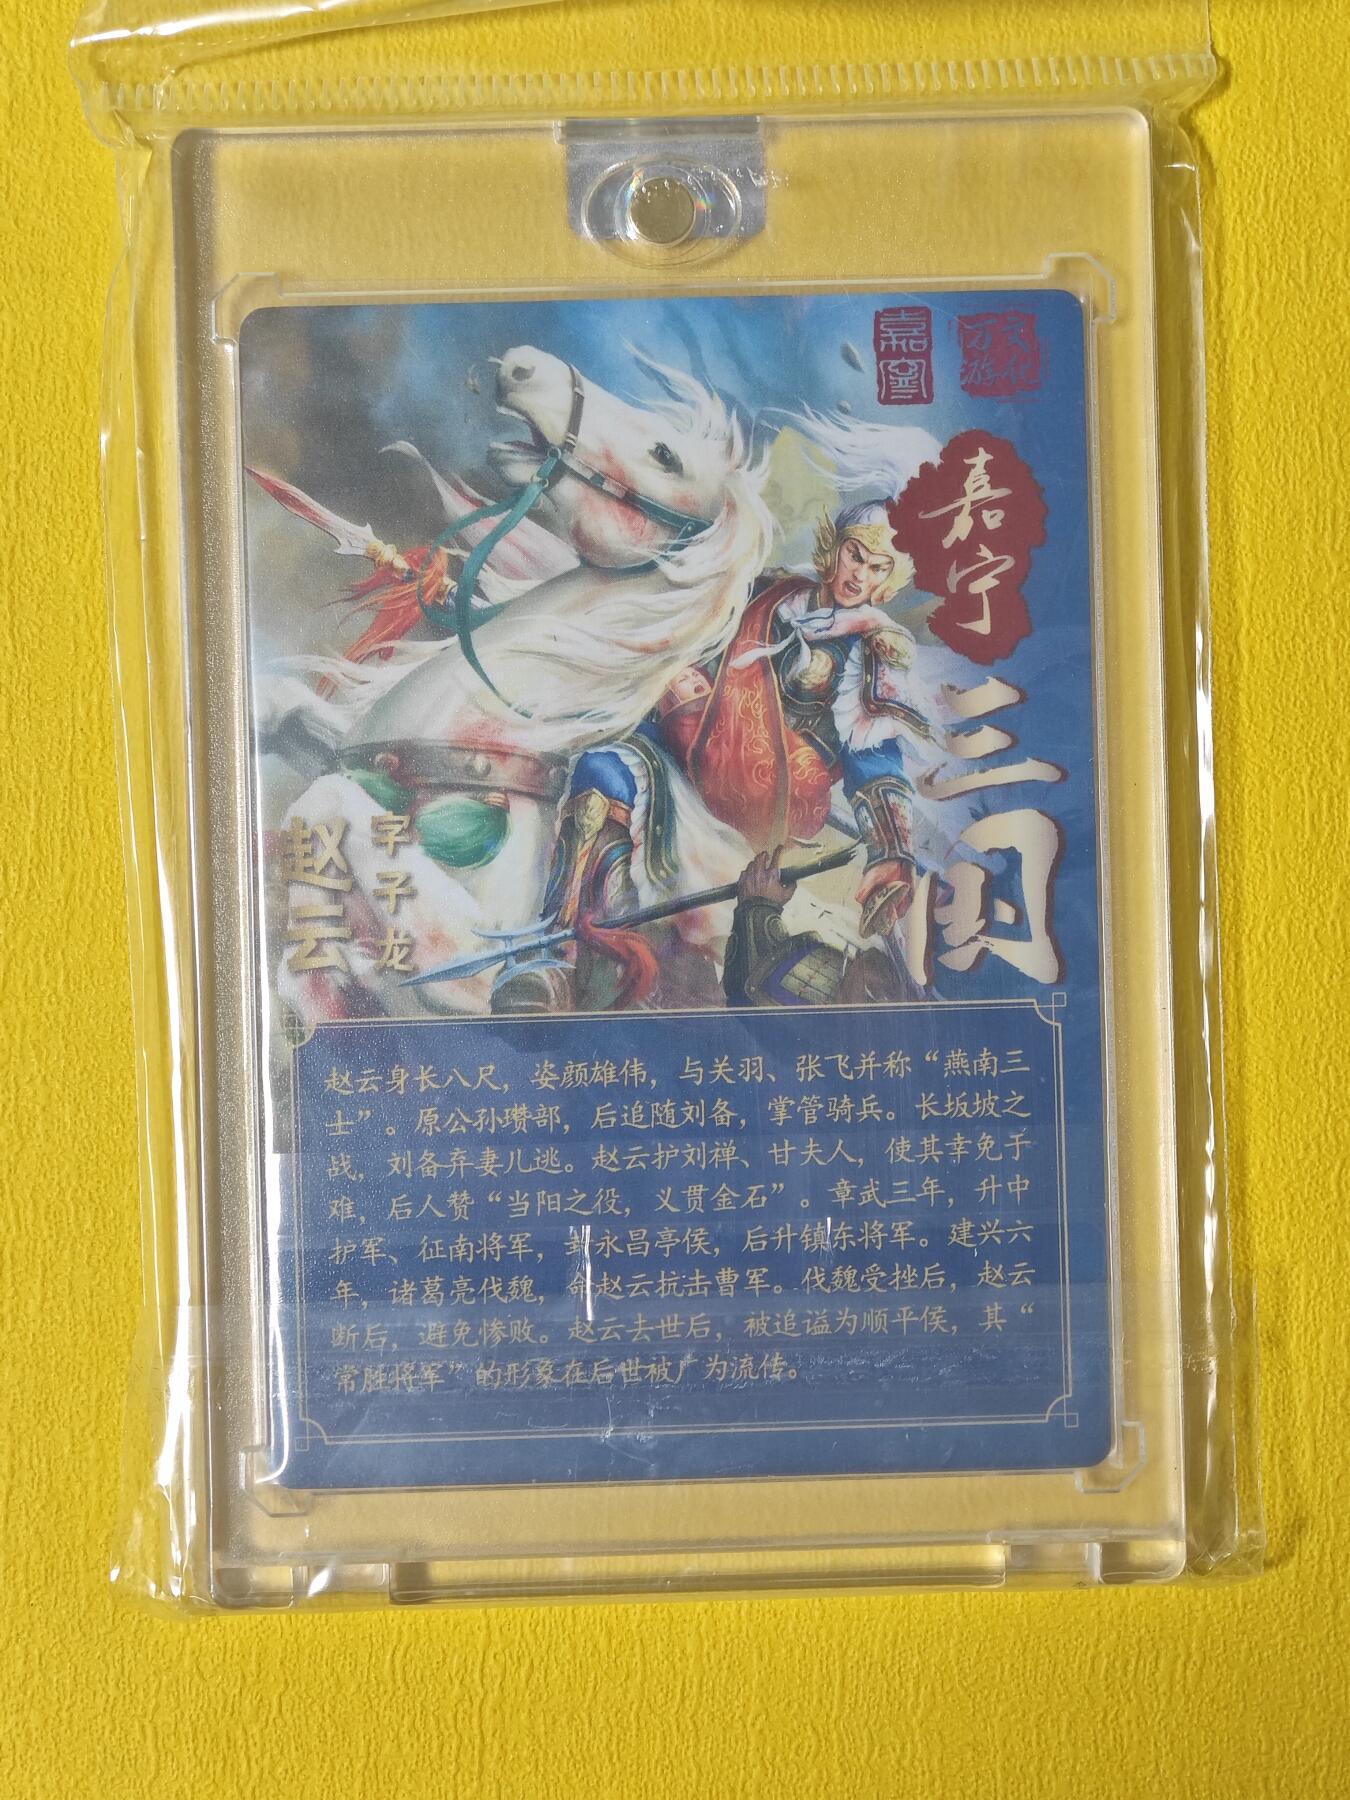 嘉宁
万游文化
嘉宁
三国
赵云
字子龙
赵云身长八尺，姿颜雄伟，与关羽、张飞并称“燕南三
士”。原公孙瓒部，后追随刘备，掌管骑兵。长坂坡之
战，刘备弃妻儿逃。赵云护刘禅、甘夫人，使其幸免于
难，后人赞“当阳之役，义贯金石”。章武三年，升中
护军、征南将军，封永昌亭侯，后升镇东将军。建兴六
年，诸葛亮伐魏，命赵云抗击曹军。伐魏受挫后，赵云
断后，避免惨败。赵云去世后，被追谥为顺平侯，其“
常胜将军”的形象在后世被广为流传。